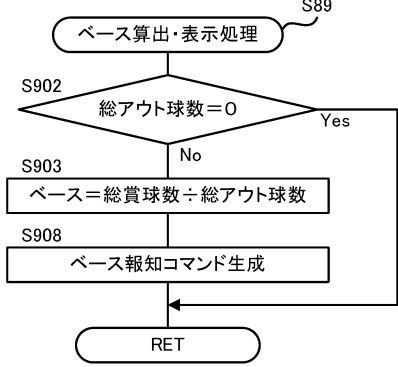 S89
ベース算出・表示処理
S902
総アウト球数＝0
Yes
No
S903
ベース＝総賞球数÷総アウト球数
S908
ベース報知コマンド生成
RET